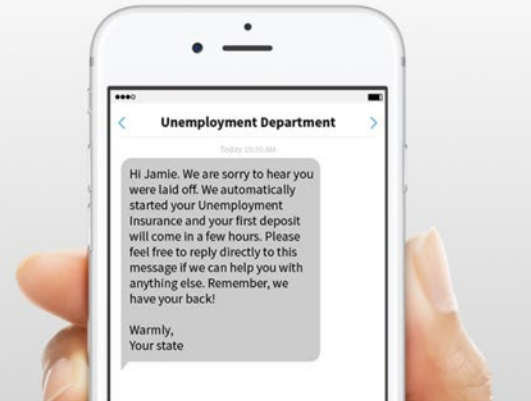 Unemployment Department
Today 10:20 AM
Hi Jamie. We are sorry to hear you
were laid off. We automatically
started your Unemployment
Insurance and your first deposit
will come in a few hours. Please
feel free to reply directly to this
message if we can help you with
anything else. Remember, we
have your back!
Warmly,
Your state